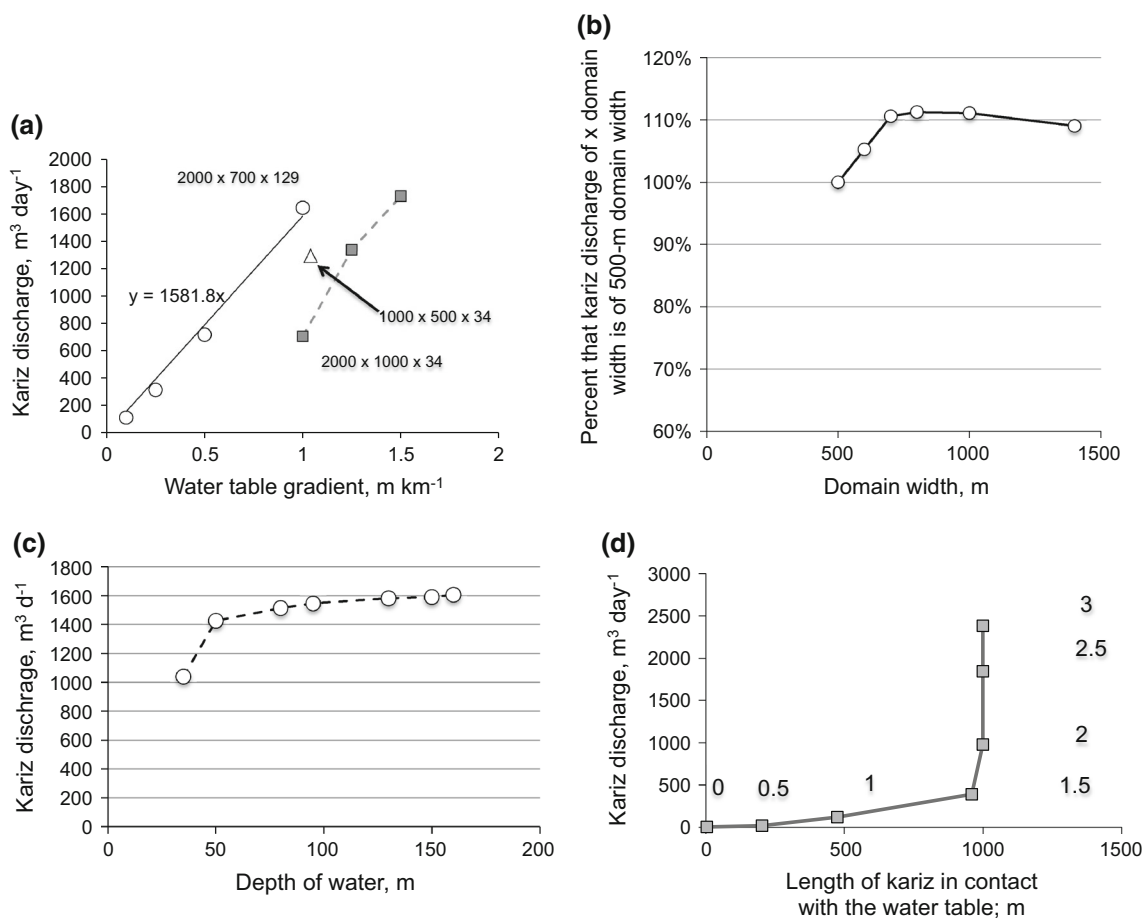 (a)
Kariz discharge, m³ day⁻¹
2000
1800
1600
1400
1200
1000
800
600
400
200
0
2000 x 700 x 129
y = 1581.8x
1000 x 500 x 34
2000 x 1000 x 34
0 0.5 1 1.5 2
Water table gradient, m km⁻¹
(b)
Percent that kariz discharge of x domain
width is of 500-m domain width
120%
110%
100%
90%
80%
70%
60%
0 500 1000 1500
Domain width, m
(c)
Kariz dischrage, m³ d⁻¹
1800
1600
1400
1200
1000
800
600
400
200
0
0 50 100 150 200
Depth of water, m
(d)
Kariz discharge, m³ day⁻¹
3000
2500
2000
1500
1000
500
0
3
2.5
2
0 0.5 1 1.5
0 500 1000 1500
Length of kariz in contact
with the water table; m